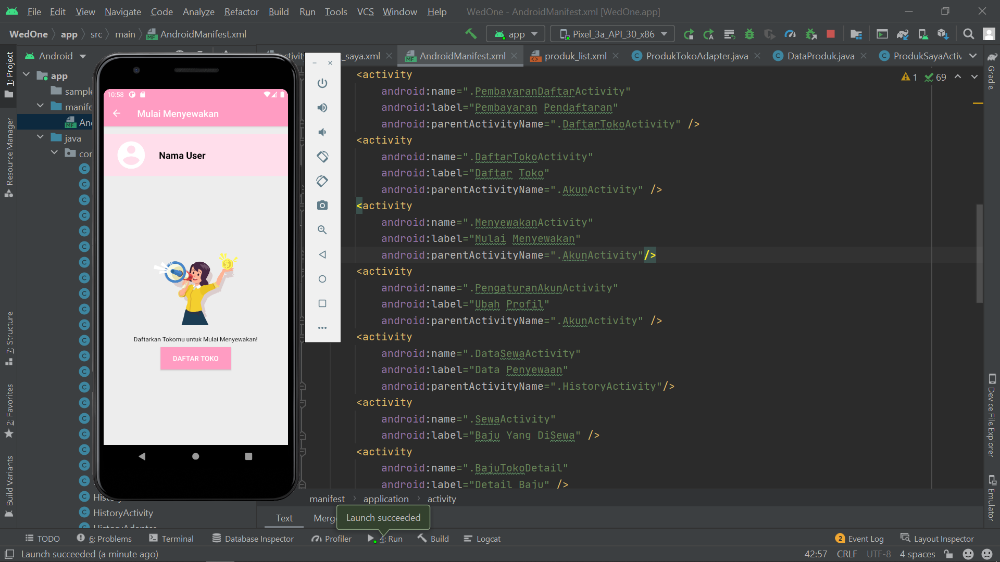 File Edit View Navigate Code Analyze Refactor Build Run Tools VCS Window Help WedOne - AndroidManifest.xml [WedOne.app]
WedOne app src main AndroidManifest.xml app Pixel_3a_API_30_x86
Android _saya.xml AndroidManifest.xml produk_list.xml ProdukTokoAdapter.java DataProduk.java ProdukSayaActiv
1: Project
Resource Manager
7: Structure
2: Favorites
Build Variants
app
sample
manife
And
java
cor
HistoryActivity
10:58
Mulai Menyewakan
Nama User
Daftarkan Tokomu untuk Mulai Menyewakan!
DAFTAR TOKO
1 69
<activity
android:name=".PembayaranDaftarActivity"
android:label="Pembayaran Pendaftaran"
android:parentActivityName=".DaftarTokoActivity" />
<activity
android:name=".DaftarTokoActivity"
android:label="Daftar Toko"
android:parentActivityName=".AkunActivity" />
<activity
android:name=".MenyewakanActivity"
android:label="Mulai Menyewakan"
android:parentActivityName=".AkunActivity"/>
<activity
android:name=".PengaturanAkunActivity"
android:label="Ubah Profil"
android:parentActivityName=".AkunActivity" />
<activity
android:name=".DataSewaActivity"
android:label="Data Penyewaan"
android:parentActivityName=".HistoryActivity"/>
<activity
android:name=".SewaActivity"
android:label="Baju Yang DiSewa" />
<activity
android:name=".BajuTokoDetail"
android:label="Detail Baju" />
Gradle
Device File Explorer
Emulator
manifest application activity
Text Merg
Launch succeeded
TODO 6: Problems Terminal Database Inspector Profiler 4: Run Build Logcat 2 Event Log Layout Inspector
Launch succeeded (a minute ago) 42:57 CRLF UTF-8 4 spaces